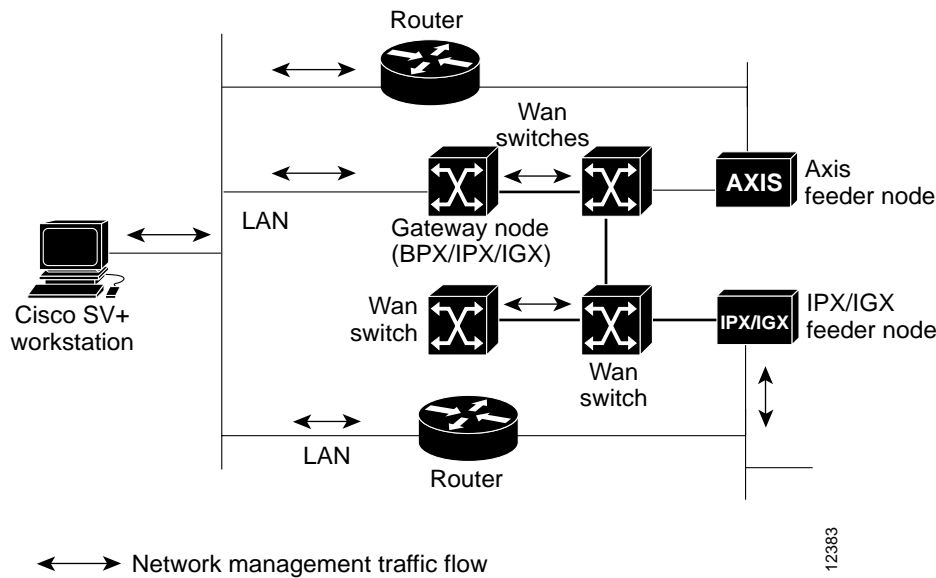 Router
Wan
switches
AXIS
Axis
feeder node
LAN
Gateway node
(BPX/IPX/IGX)
Cisco SV+
workstation
Wan
switch
IPX/IGX
IPX/IGX
feeder node
Wan
switch
LAN
Router
12383
Network management traffic flow